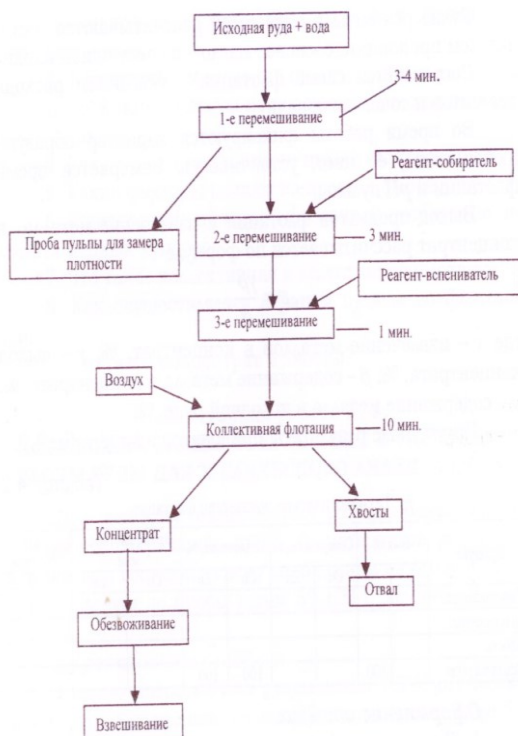 Исходная руда + вода
3-4 мин.
1-е перемешивание
Реагент-собиратель
2-е перемешивание
3 мин.
Проба пульпы для замера
плотности
Реагент-вспениватель
3-е перемешивание
1 мин.
Воздух
Коллективная флотация
10 мин.
Концентрат
Хвосты
Отвал
Обезвоживание
Взвешивание